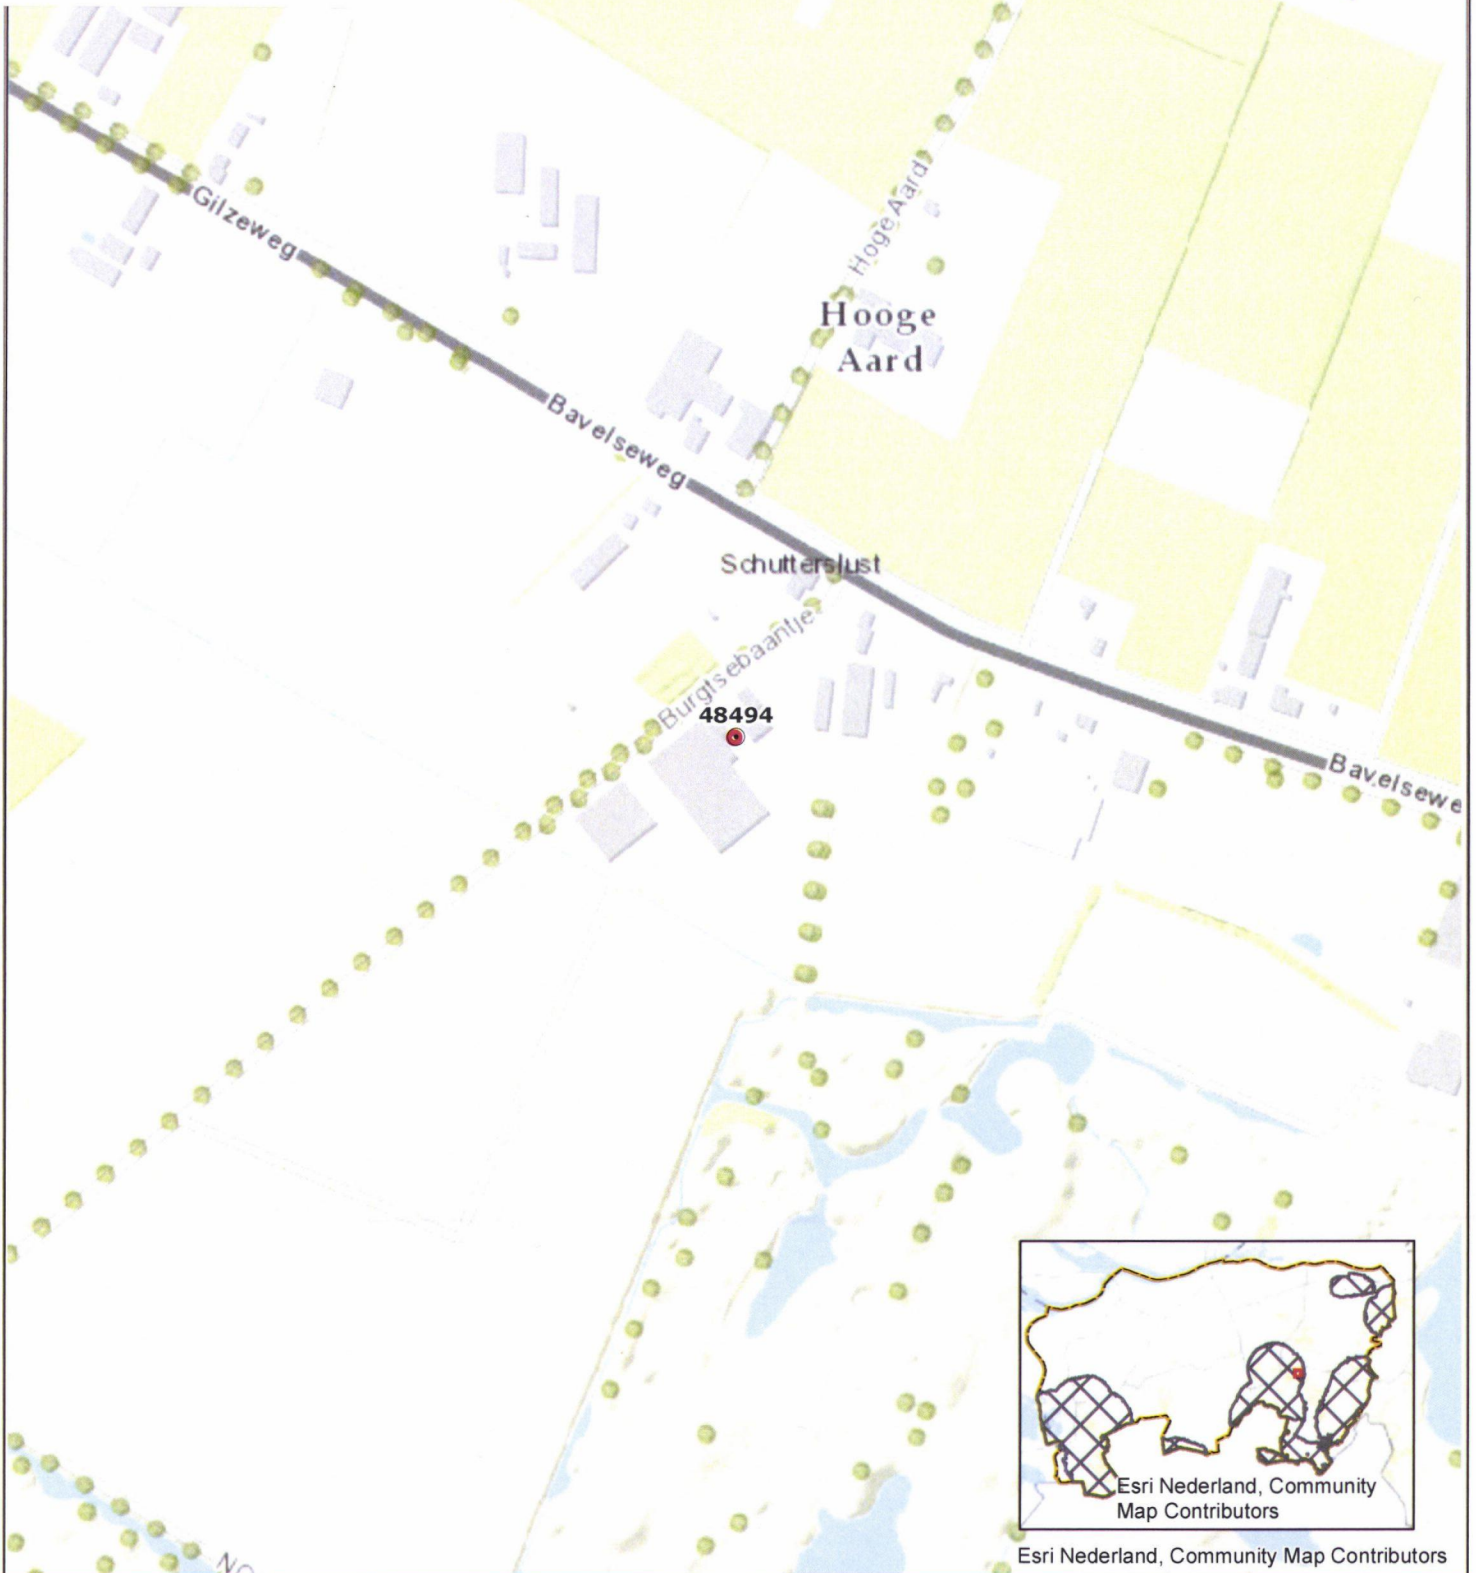 Gilzeweg
Hoge Aard
Hooge
Aard
Bavelseweg
Schutterslust
Burgtsebaantje
48494
Bavelsewe
Esri Nederland, Community
Map Contributors
Esri Nederland, Community Map Contributors